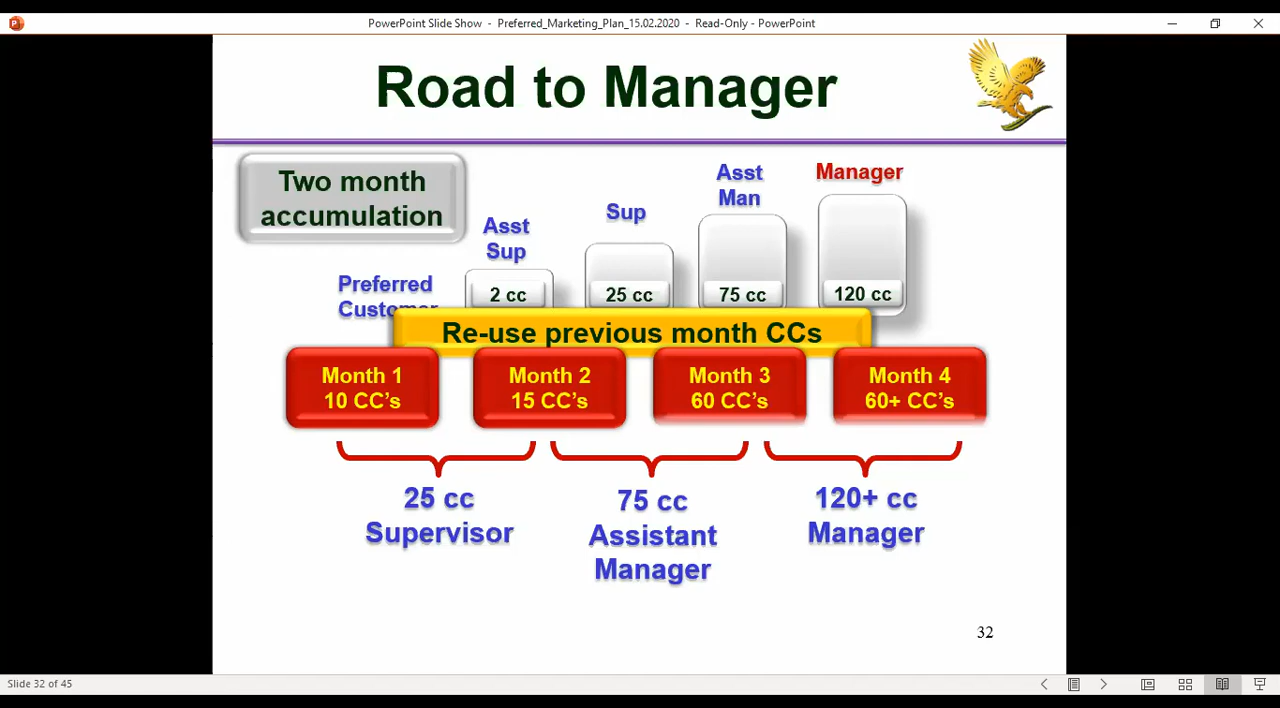 PowerPoint Slide Show - Preferred_Marketing_Plan_15.02.2020 - Read-Only - PowerPoint
Road to Manager
Two month
accumulation
Preferred
Customer
Asst
Sup
2 cc
Sup
25 cc
Asst
Man
75 cc
Manager
120 cc
Re-use previous month CCs
Month 1
10 CC's
Month 2
15 CC's
Month 3
60 CC's
Month 4
60+ CC's
25 cc
Supervisor
75 cc
Assistant
Manager
120+ cc
Manager
32
Slide 32 of 45